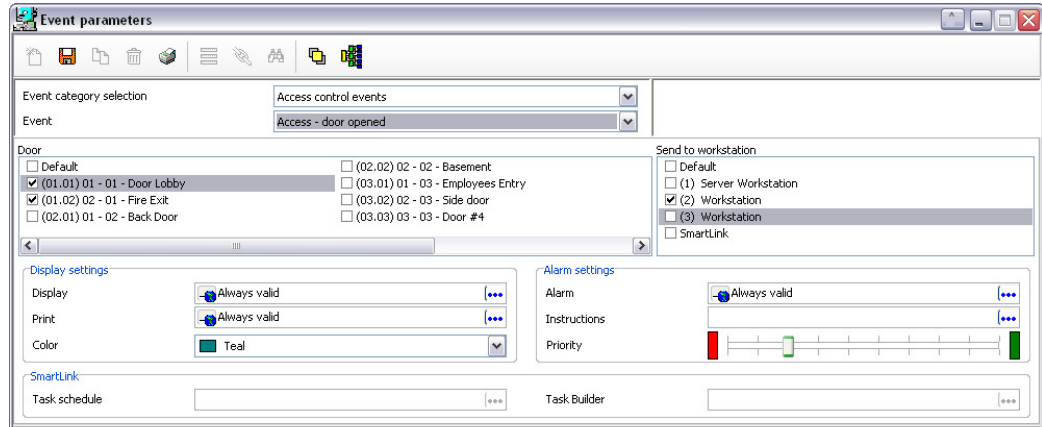 Event parameters
Event category selection Access control events
Event Access - door opened
Door Send to workstation
Default (02.02) 02 - 02 - Basement Default
(01.01) 01 - 01 - Door Lobby (03.01) 01 - 03 - Employees Entry (1) Server Workstation
(01.02) 02 - 01 - Fire Exit (03.02) 02 - 03 - Side door (2) Workstation
(02.01) 01 - 02 - Back Door (03.03) 03 - 03 - Door #4 (3) Workstation
SmartLink
Display settings Alarm settings
Display Always valid Alarm Always valid
Print Always valid Instructions
Color Teal Priority
SmartLink
Task schedule Task Builder